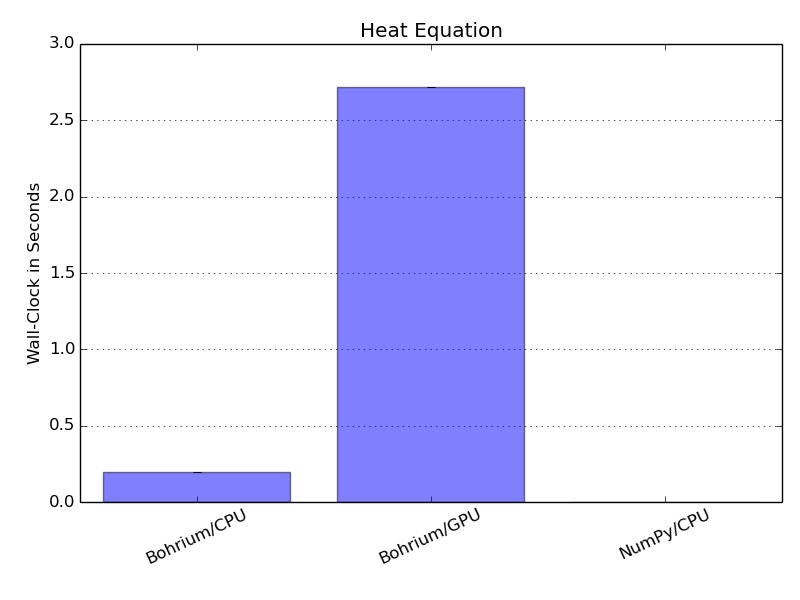 Heat Equation
3.0
2.5
2.0
1.5
1.0
0.5
0.0
Wall-Clock in Seconds
Bohrium/CPU
Bohrium/GPU
NumPy/CPU